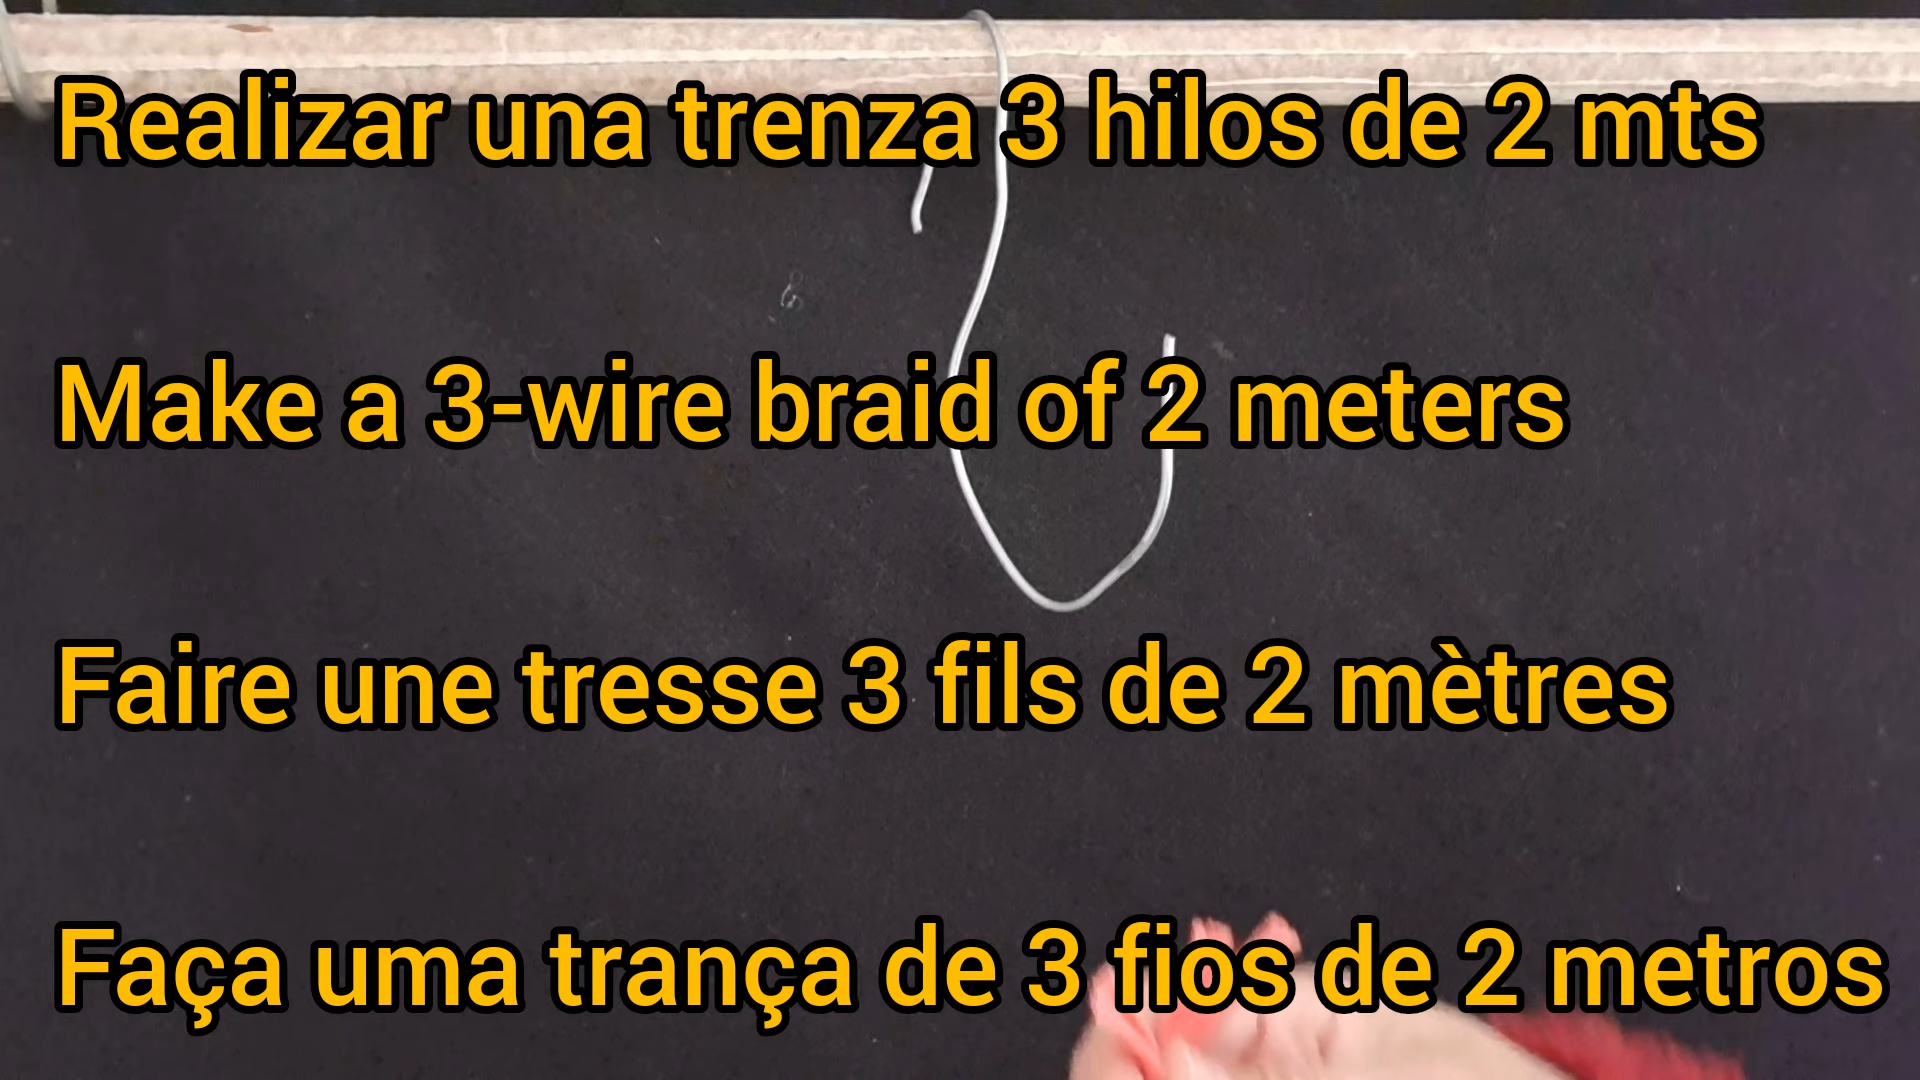 Realizar una trenza 3 hilos de 2 mts
Make a 3-wire braid of 2 meters
Faire une tresse 3 fils de 2 mètres
Faça uma trança de 3 fios de 2 metros